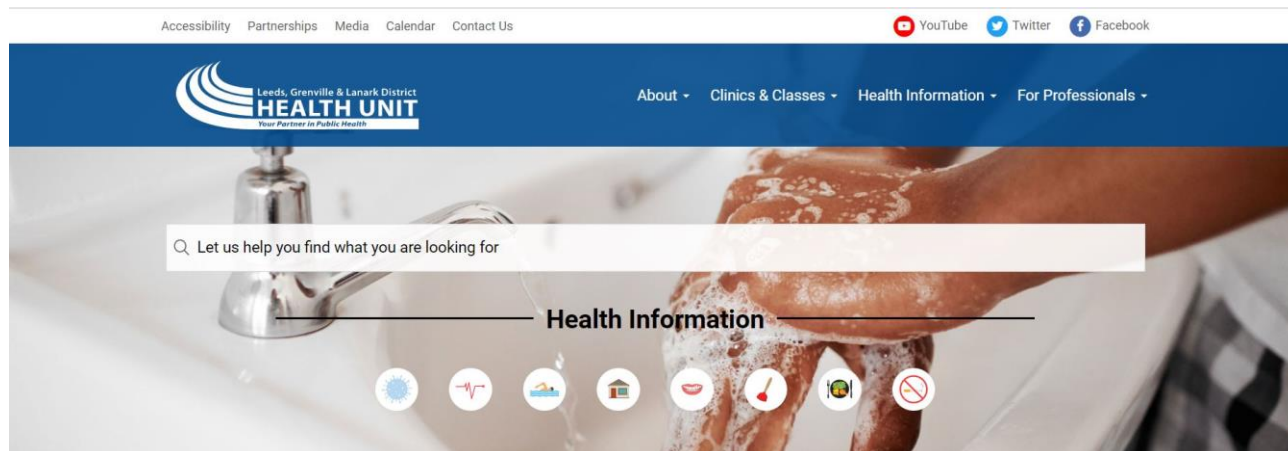 Accessibility Partnerships Media Calendar Contact Us YouTube Twitter Facebook
Leeds, Grenville & Lanark District
HEALTH UNIT
Your Partner in Public Health
About Clinics & Classes Health Information For Professionals
Let us help you find what you are looking for
Health Information